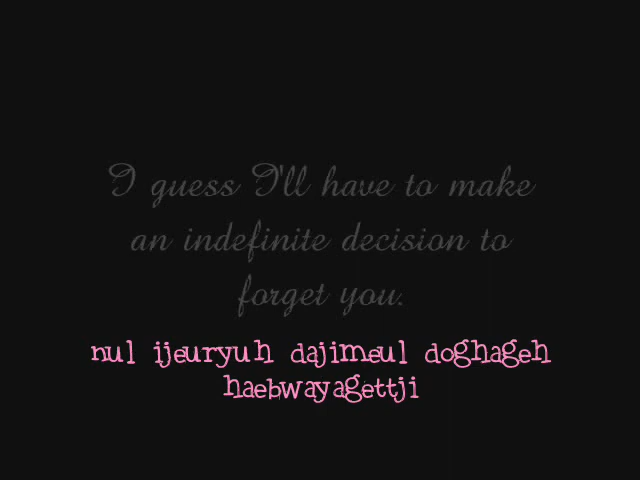 I guess I'll have to make
an indefinite decision to
forget you.
nul ijeuryuh dajimeul doghageh
haebwayagettji